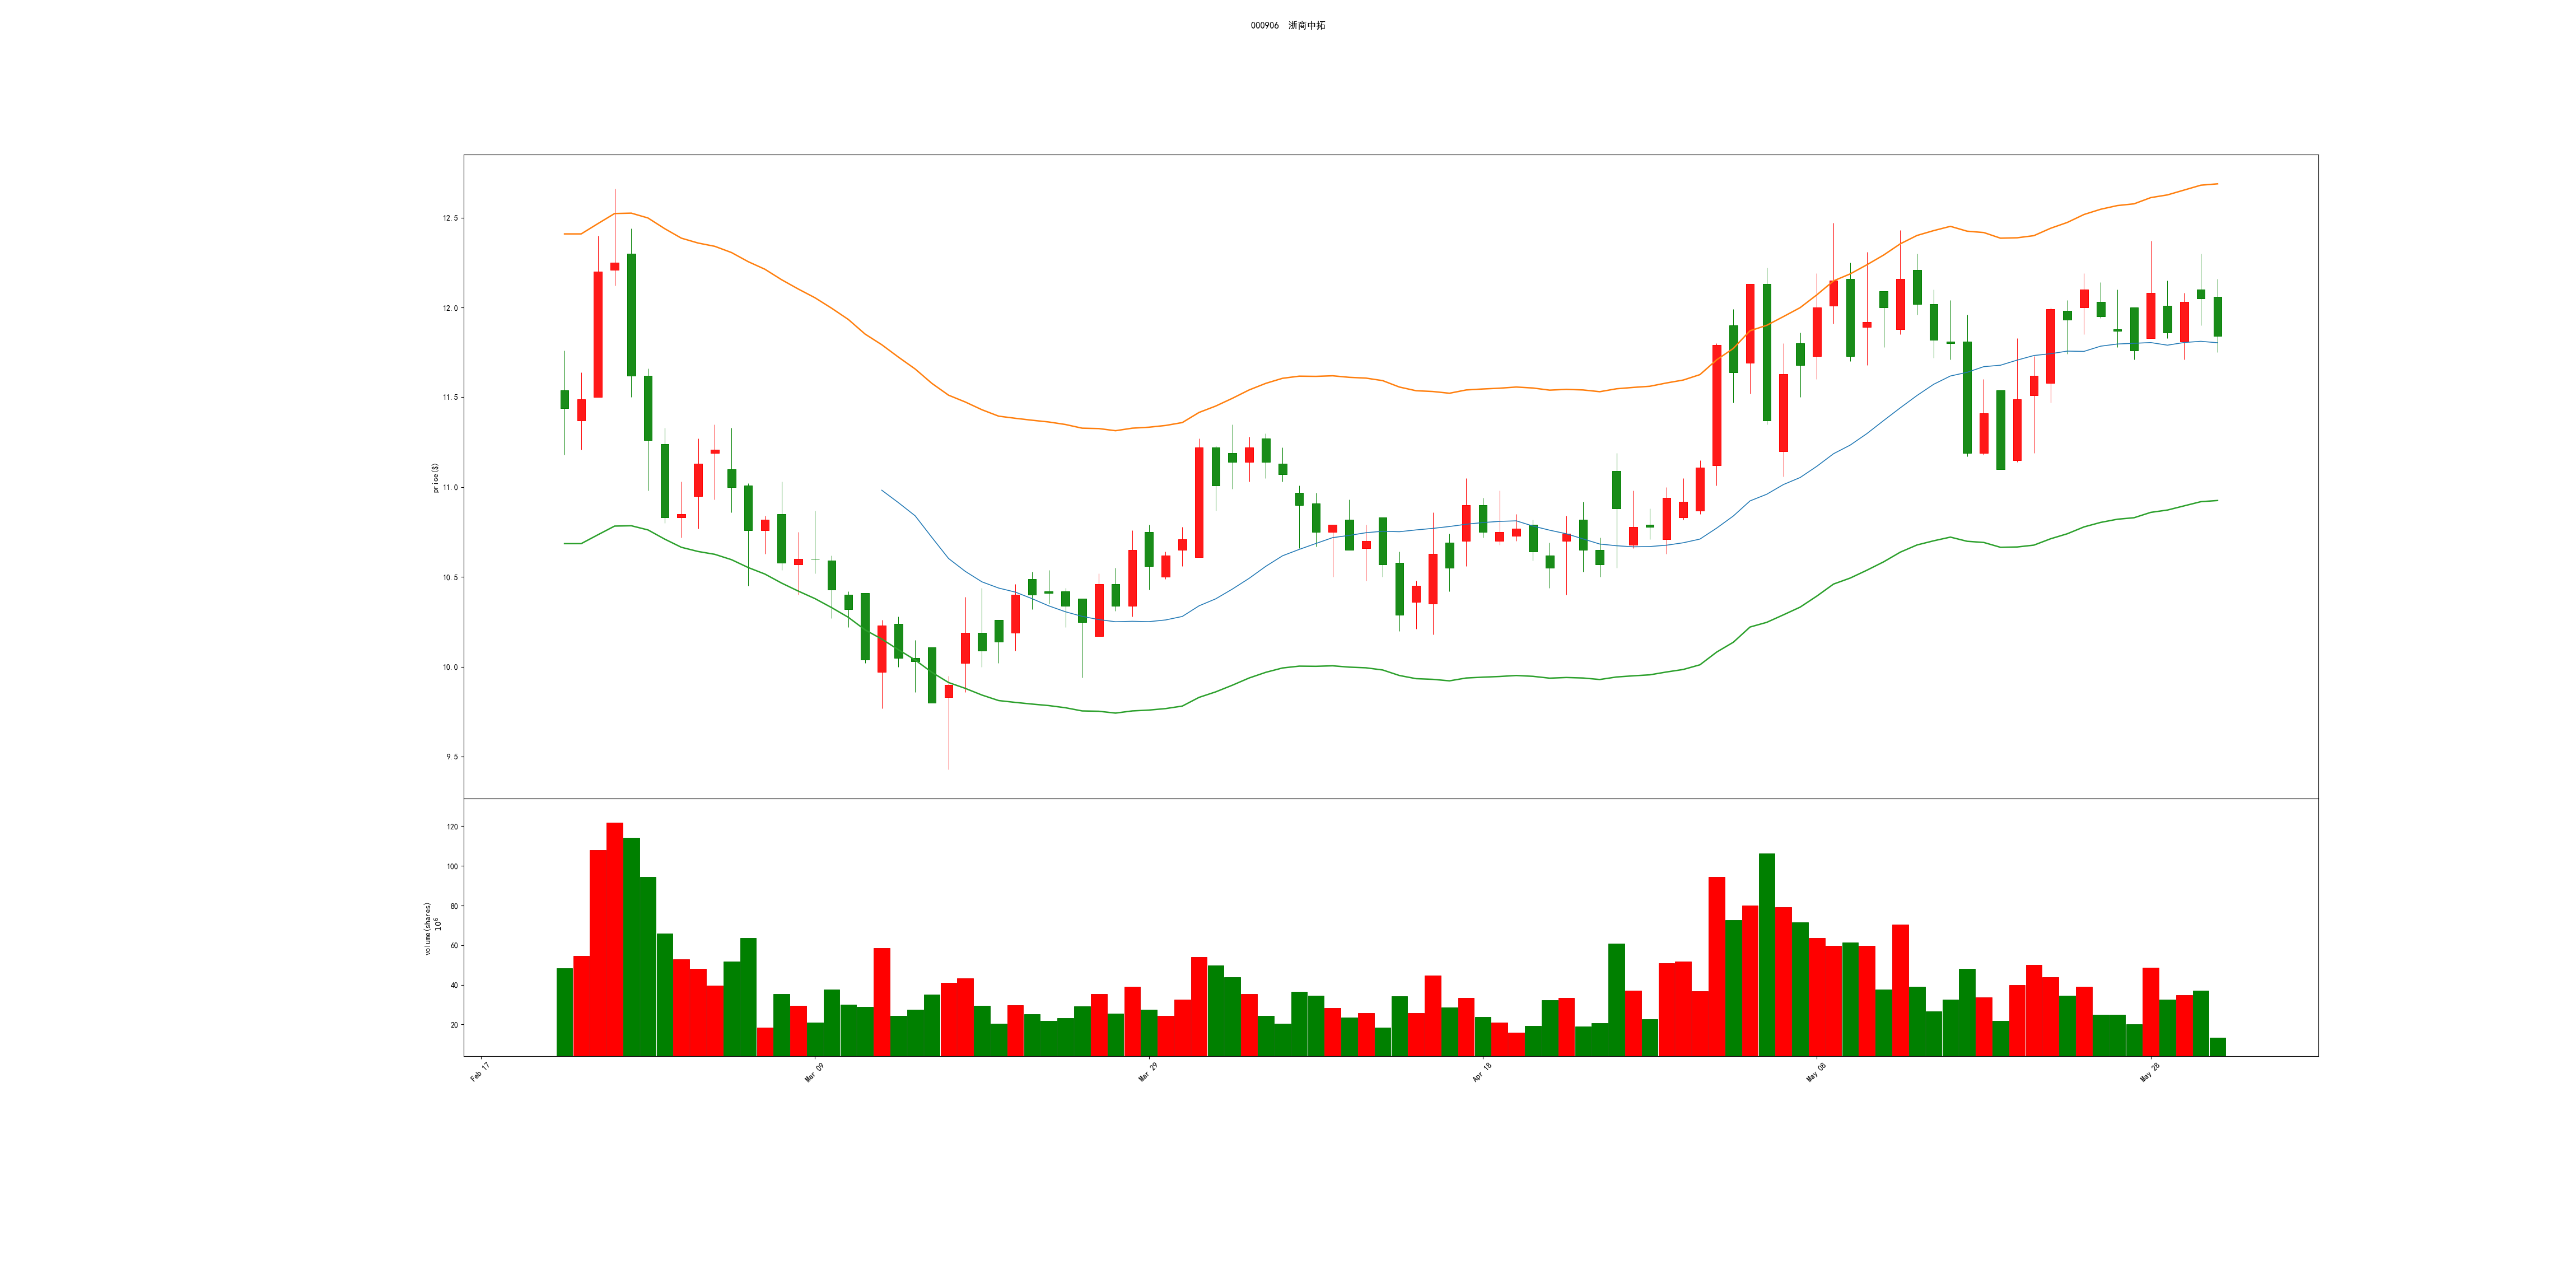 000906 浙商中拓
price($)
12.5
12.0
11.5
11.0
10.5
10.0
9.5
volume(shares)
10^6
120
100
80
60
40
20
Feb 17
Mar 09
Mar 29
Apr 18
May 08
May 28